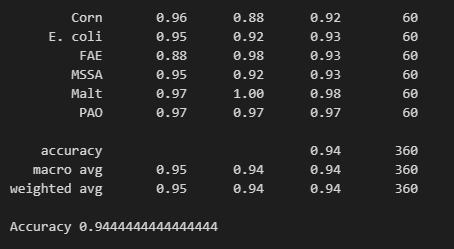 Corn 0.96 0.88 0.92 60
E. coli 0.95 0.92 0.93 60
FAE 0.88 0.98 0.93 60
MSSA 0.95 0.92 0.93 60
Malt 0.97 1.00 0.98 60
PAO 0.97 0.97 0.97 60
accuracy 0.94 360
macro avg 0.95 0.94 0.94 360
weighted avg 0.95 0.94 0.94 360
Accuracy 0.9444444444444444